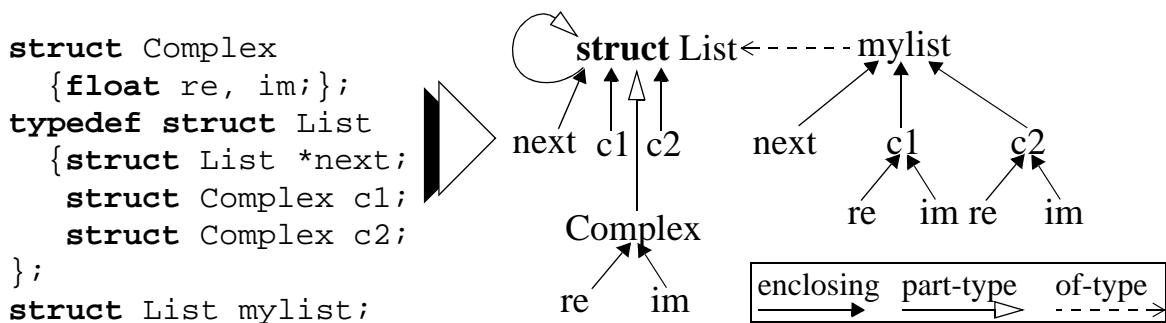 struct Complex
{float re, im;};
typedef struct List
{struct List *next;
struct Complex c1;
struct Complex c2;
};
struct List mylist;
struct List
mylist
next c1 c2
next c1 c2
re im re im
Complex
re im
enclosing part-type of-type